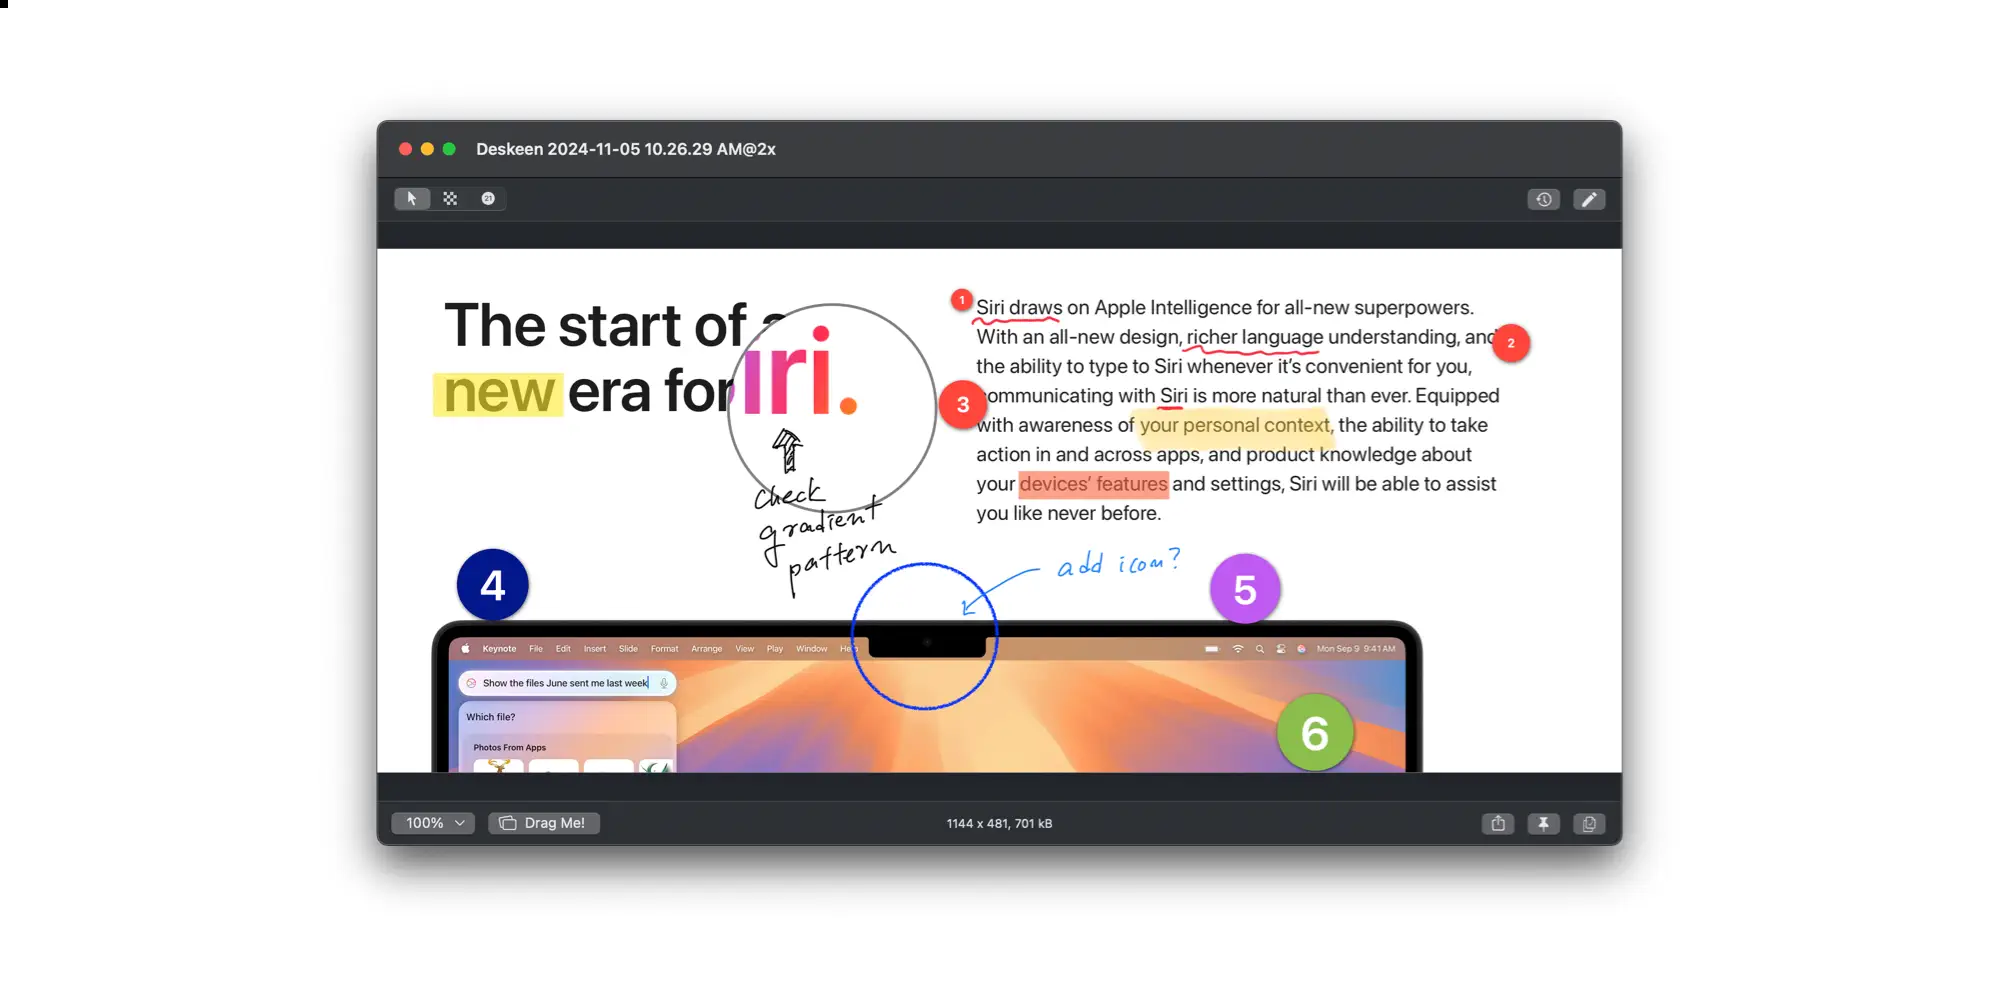 Deskeen 2024-11-05 10.26.29 AM@2x
21
The start of a
new era for
iri.
check
gradient
pattern
1
Siri draws on Apple Intelligence for all-new superpowers.
With an all-new design, richer language understanding, and
2
the ability to type to Siri whenever it's convenient for you,
3
communicating with Siri is more natural than ever. Equipped
with awareness of your personal context, the ability to take
action in and across apps, and product knowledge about
your devices' features and settings, Siri will be able to assist
you like never before.
add icon?
4
5
Keynote File Edit Insert Slide Format Arrange View Play Window Help
Mon Sep 9 9:41 AM
Show the files June sent me last week
Which file?
Photos From Apps
6
100%
Drag Me!
1144 x 481, 701 kB